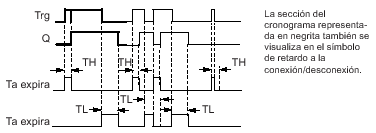 Trg
Q
TH
TH
TH
Ta expira
TL
TL
TL
Ta expira
La sección del
cronograma representa-
da en negrita también se
visualiza en el símbolo
de retardo a la
conexión/desconexión.